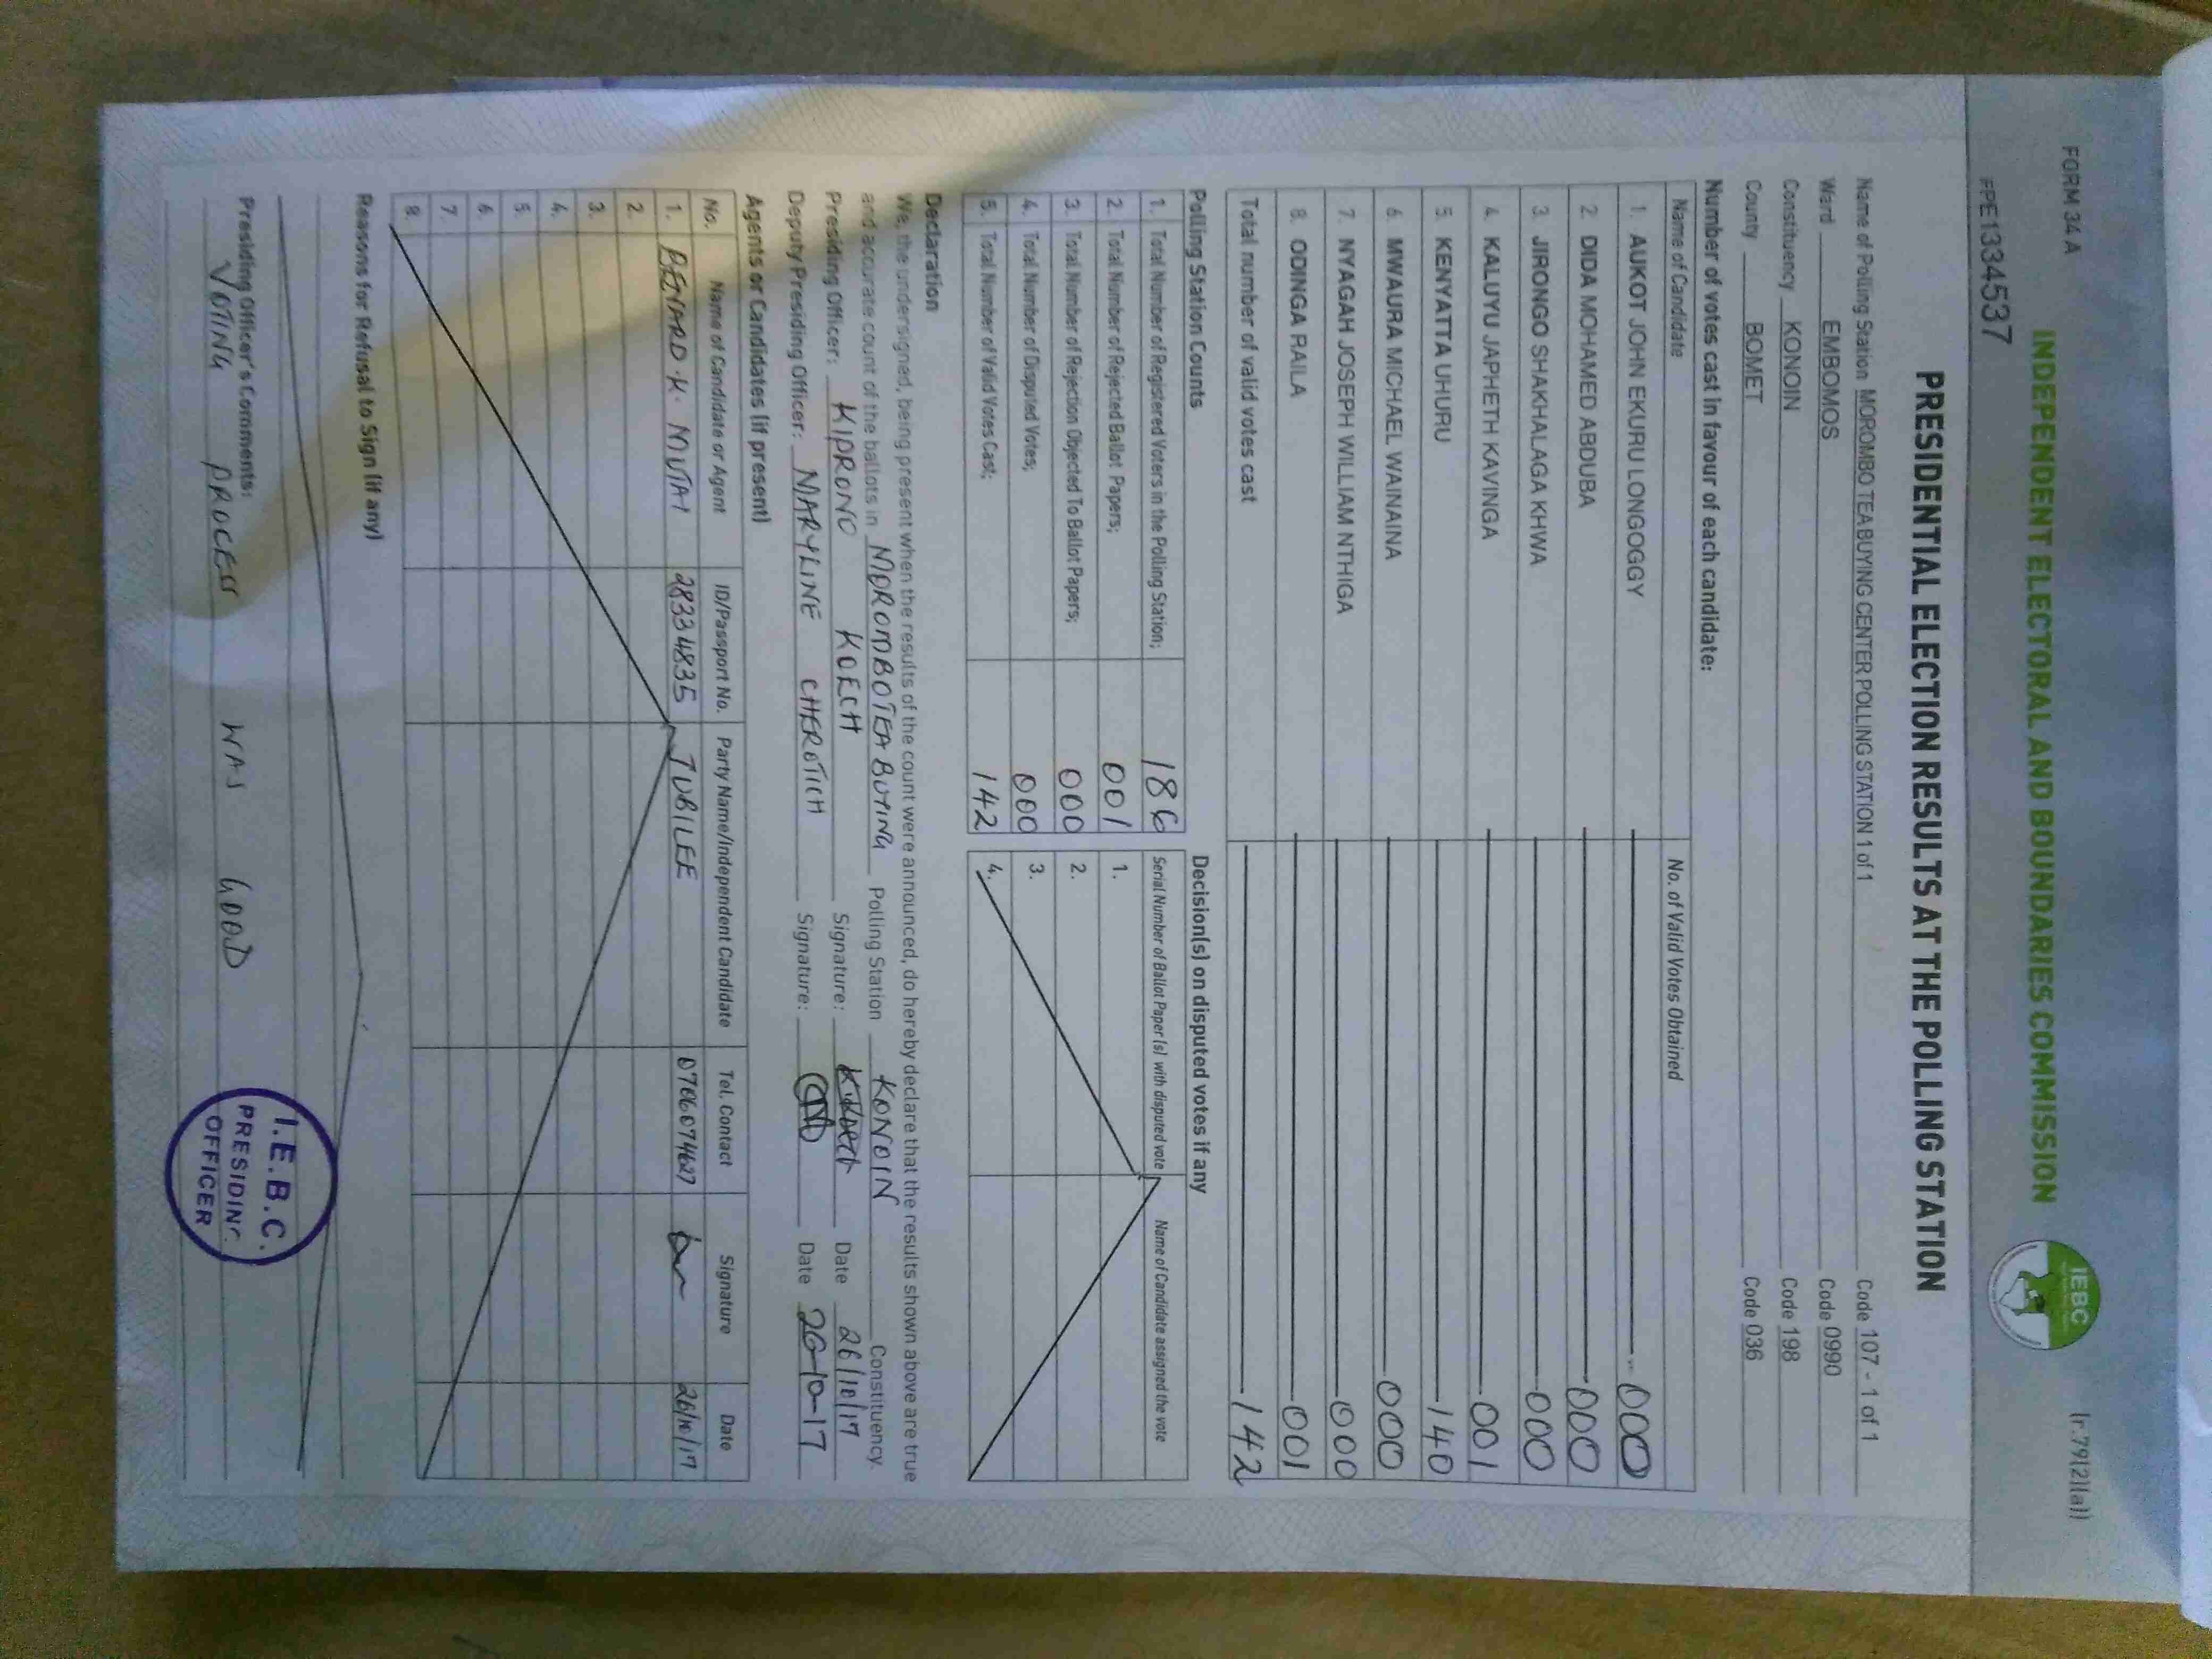 FORM 34 A
(r.79(2)(a))
INDEPENDENT ELECTORAL AND BOUNDARIES COMMISSION
IEBC
PPE1334537
PRESIDENTIAL ELECTION RESULTS AT THE POLLING STATION
Name of Polling Station MOROMBO TEA BUYING CENTER POLLING STATION 1 of 1 Code 107 - 1 of 1
Ward EMBOMOS Code 0990
Constituency KONOIN Code 198
County BOMET Code 036
Number of votes cast in favour of each candidate:
Name of Candidate No. of Valid Votes Obtained
1. AUKOT JOHN EKURU LONGOGGY 000
2. DIDA MOHAMED ABDUBA 000
3. JIRONGO SHAKHALAGA KHWA 000
4. KALUYU JAPHETH KAVINGA 001
5. KENYATTA UHURU 140
6. MWAURA MICHAEL WAINAINA 000
7. NYAGAH JOSEPH WILLIAM NTHIGA 000
8. ODINGA RAILA 001
Total number of valid votes cast 142
Polling Station Counts Decision(s) on disputed votes if any
1. Total Number of Registered Voters in the Polling Station; 186 Serial Number of Ballot Paper(s) with disputed vote Name of Candidate assigned the vote
2. Total Number of Rejected Ballot Papers; 001 1.
3. Total Number of Rejection Objected To Ballot Papers; 000 2.
4. Total Number of Disputed Votes; 000 3.
5. Total Number of Valid Votes Cast; 142 4.
Declaration
We, the undersigned, being present when the results of the count were announced, do hereby declare that the results shown above are true
and accurate count of the ballots in MOROMBO TEA BUYING Polling Station KONOIN Constituency.
Presiding Officer: KIPRONO KOECH Signature: Date 26/10/17
Deputy Presiding Officer: MARYLINE CHEROTICH Signature: Date 26-10-17
Agents or Candidates (if present)
No. Name of Candidate or Agent ID/Passport No. Party Name/Independent Candidate Tel. Contact Signature Date
1. BENARD K. MUTAI 28334835 JUBILEE 0706074627 26/10/17
2.
3.
4.
5.
6.
7.
8.
Reasons for Refusal to Sign (if any)
Presiding Officer's Comments:
VOTING PROCESS WAS GOOD
I.E.B.C.
PRESIDING
OFFICER